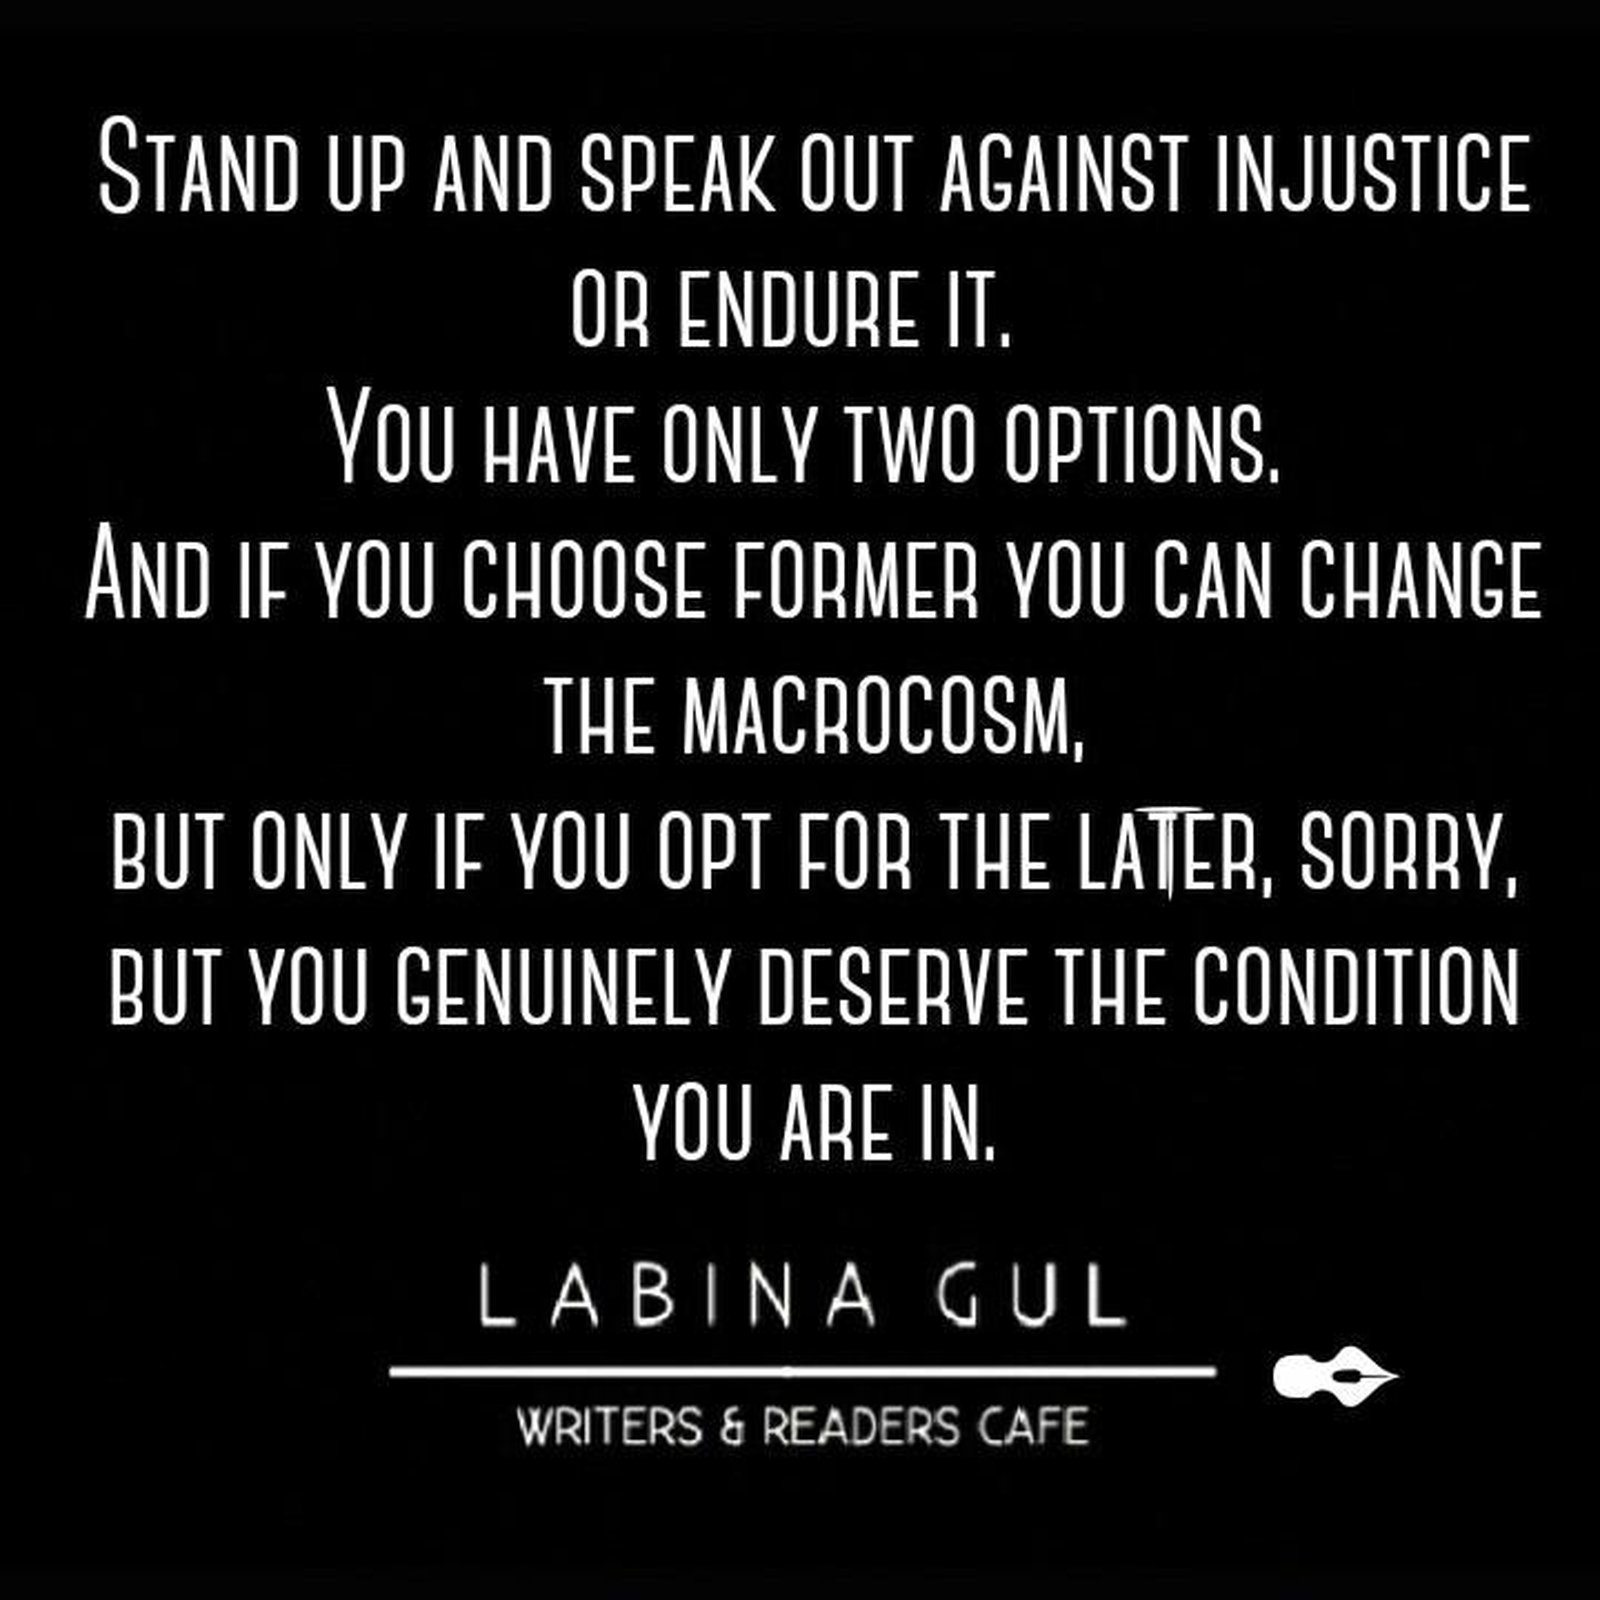 Stand up and speak out against injustice
or endure it.
You have only two options.
And if you choose former you can change
the macrocosm,
but only if you opt for the latter, sorry,
but you genuinely deserve the condition
you are in.
LABINA GUL
WRITERS & READERS CAFE